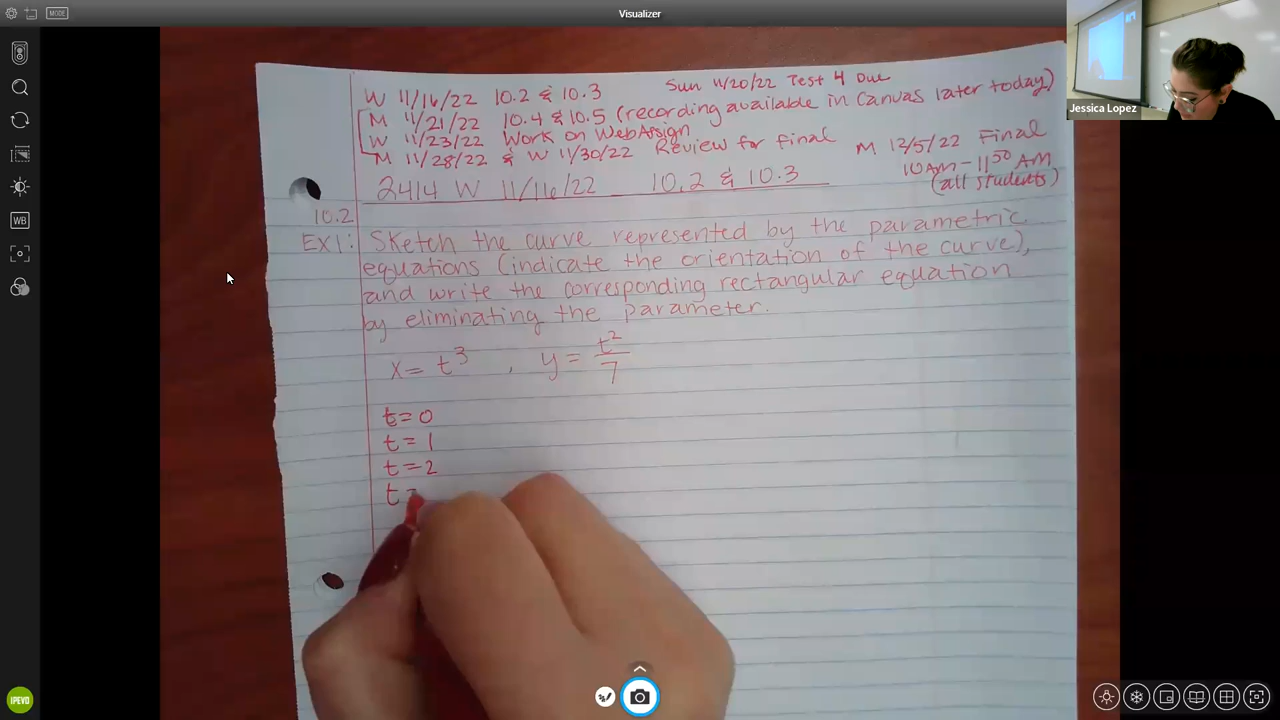 MODE
Visualizer
Jessica Lopez
WB
W 11/16/22 10.2 & 10.3 Sun 11/20/22 Test 4 Due
M 11/21/22 10.4 & 10.5 (recording available in Canvas later today)
W 11/23/22 Work on WebAssign
M 11/28/22 & W 11/30/22 Review for final M 12/5/22 Final
10AM-11:50 AM
(all students)
2414 W 11/16/22 10.2 & 10.3
10.2
EX1: Sketch the curve represented by the parametric
equations (indicate the orientation of the curve),
and write the corresponding rectangular equation
by eliminating the parameter.
x = t³ , y = t²/7
t = 0
t = 1
t = 2
t =
IPEVO